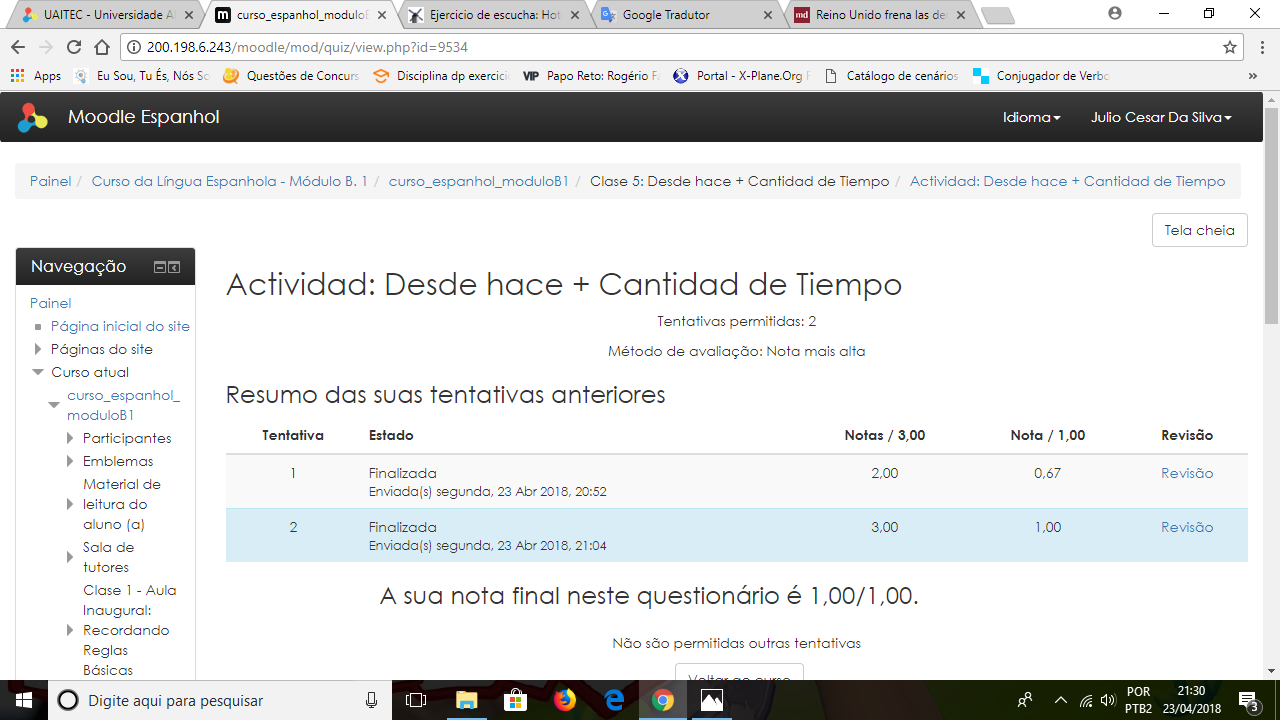 UAITEC - Universidade A
curso_espanhol_modulo
Ejercicio de escucha: Hot
Google Tradutor
md Reino Unido frena las de
200.198.6.243/moodle/mod/quiz/view.php?id=9534
Apps Eu Sou, Tu És, Nós So Questões de Concurs Disciplina dp exercici VIP Papo Reto: Rogério F Portal - X-Plane.Org F Catálogo de cenários Conjugador de Verbo »
Moodle Espanhol
Idioma Julio Cesar Da Silva
Painel / Curso da Língua Espanhola - Módulo B. 1 / curso_espanhol_moduloB1 / Clase 5: Desde hace + Cantidad de Tiempo / Actividad: Desde hace + Cantidad de Tiempo
Tela cheia
Navegação
Painel
Página inicial do site
Páginas do site
Curso atual
curso_espanhol_
moduloB1
Participantes
Emblemas
Material de
leitura do
aluno (a)
Sala de
tutores
Clase 1 - Aula
Inaugural:
Recordando
Reglas
Básicas
Actividad: Desde hace + Cantidad de Tiempo
Tentativas permitidas: 2
Método de avaliação: Nota mais alta
Resumo das suas tentativas anteriores
Tentativa Estado Notas / 3,00 Nota / 1,00 Revisão
1 Finalizada 2,00 0,67 Revisão
Enviada(s) segunda, 23 Abr 2018, 20:52
2 Finalizada 3,00 1,00 Revisão
Enviada(s) segunda, 23 Abr 2018, 21:04
A sua nota final neste questionário é 1,00/1,00.
Não são permitidas outras tentativas
Voltar ao curso
Digite aqui para pesquisar
POR
PTB2
21:30
23/04/2018
3